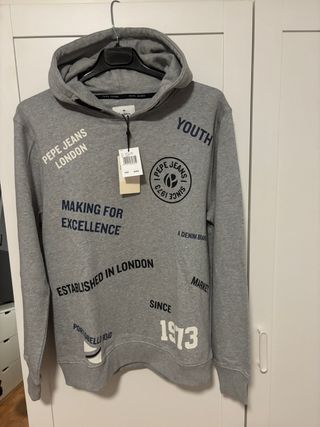 PEPE JEANS
LONDON
YOUTH
PEPE JEANS
SINCE 1973
MAKING FOR
EXCELLENCE
A DENIM BRAND
ESTABLISHED IN LONDON
MARKET
SINCE
1973